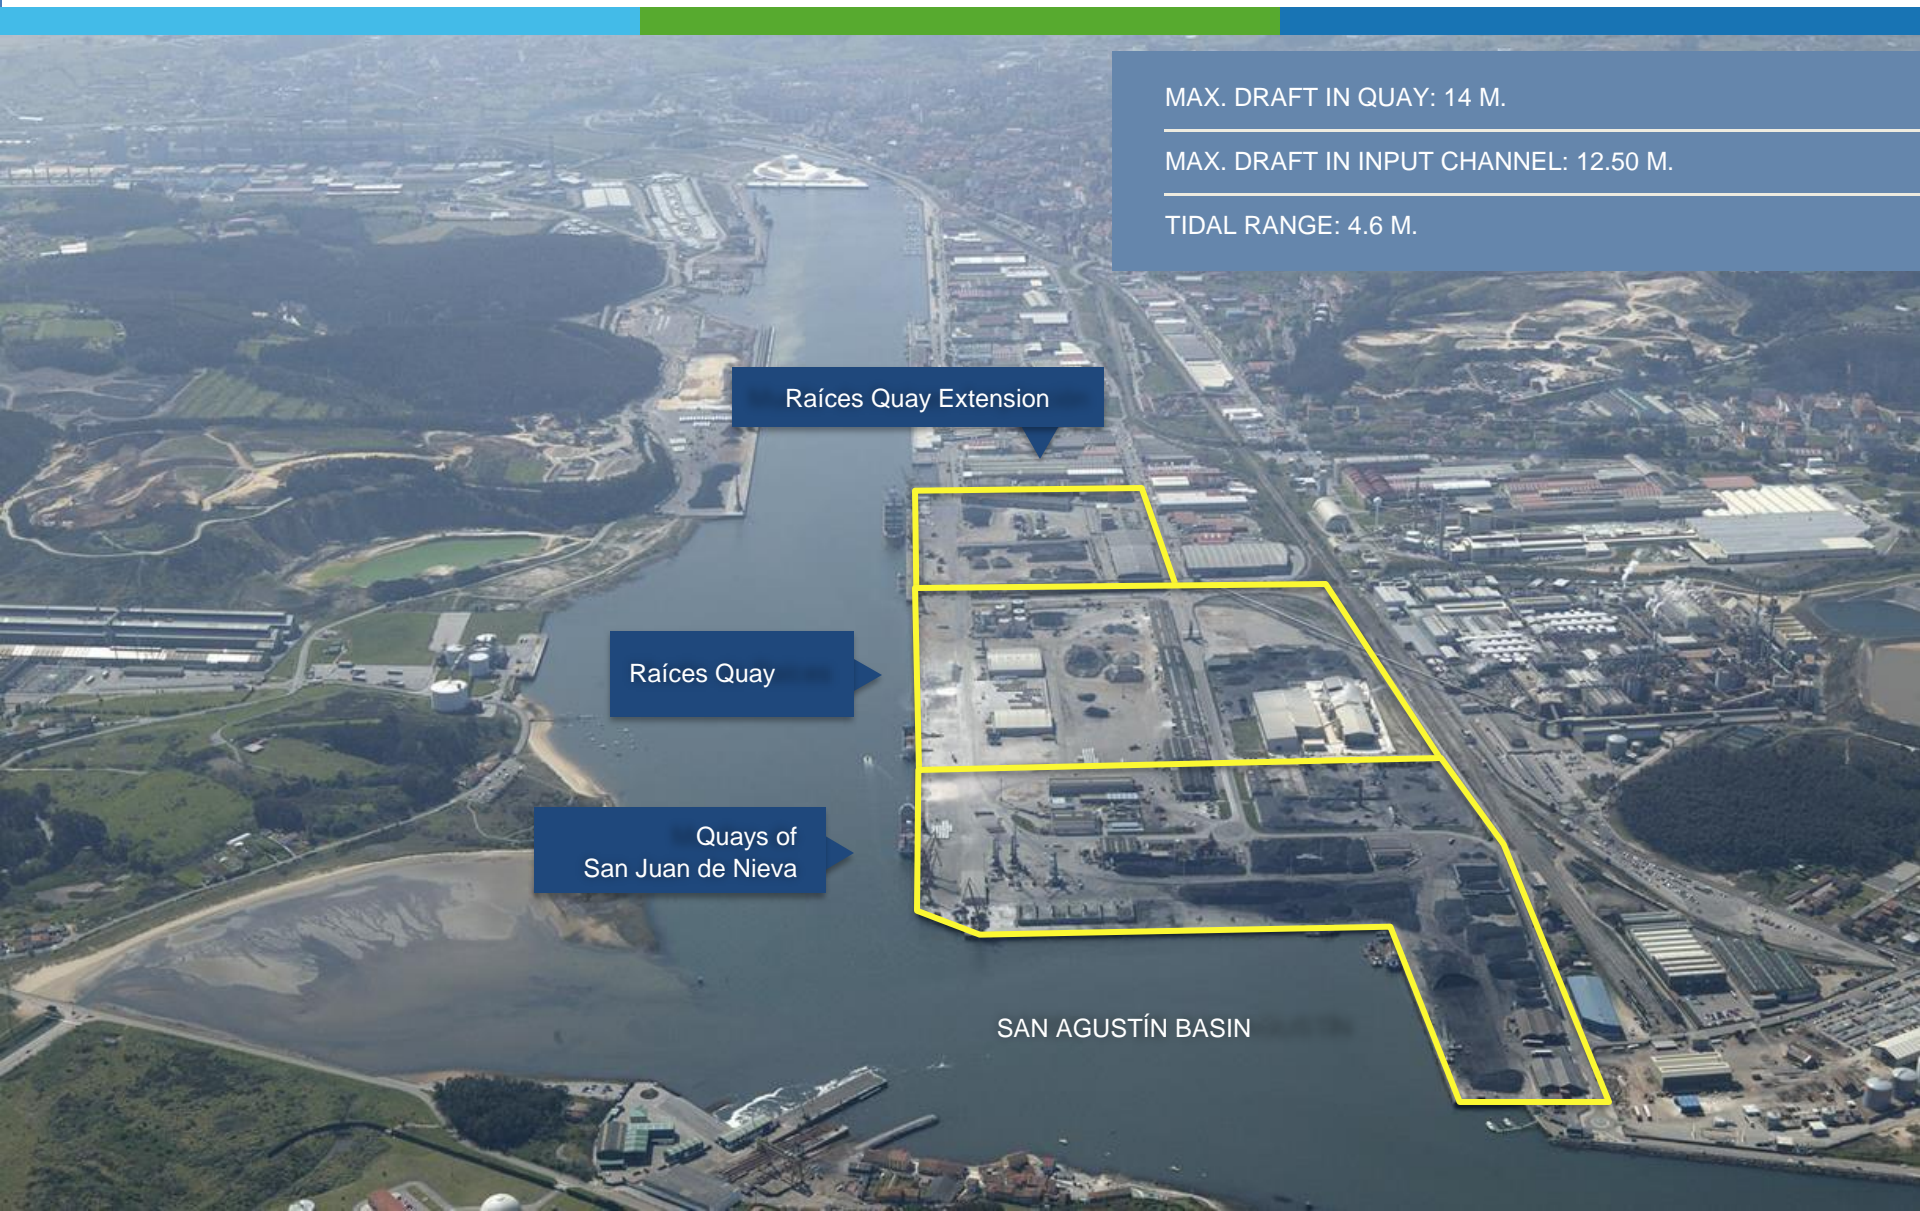 MAX. DRAFT IN QUAY: 14 M.
MAX. DRAFT IN INPUT CHANNEL: 12.50 M.
TIDAL RANGE: 4.6 M.
Raíces Quay Extension
Raíces Quay
Quays of
San Juan de Nieva
SAN AGUSTÍN BASIN